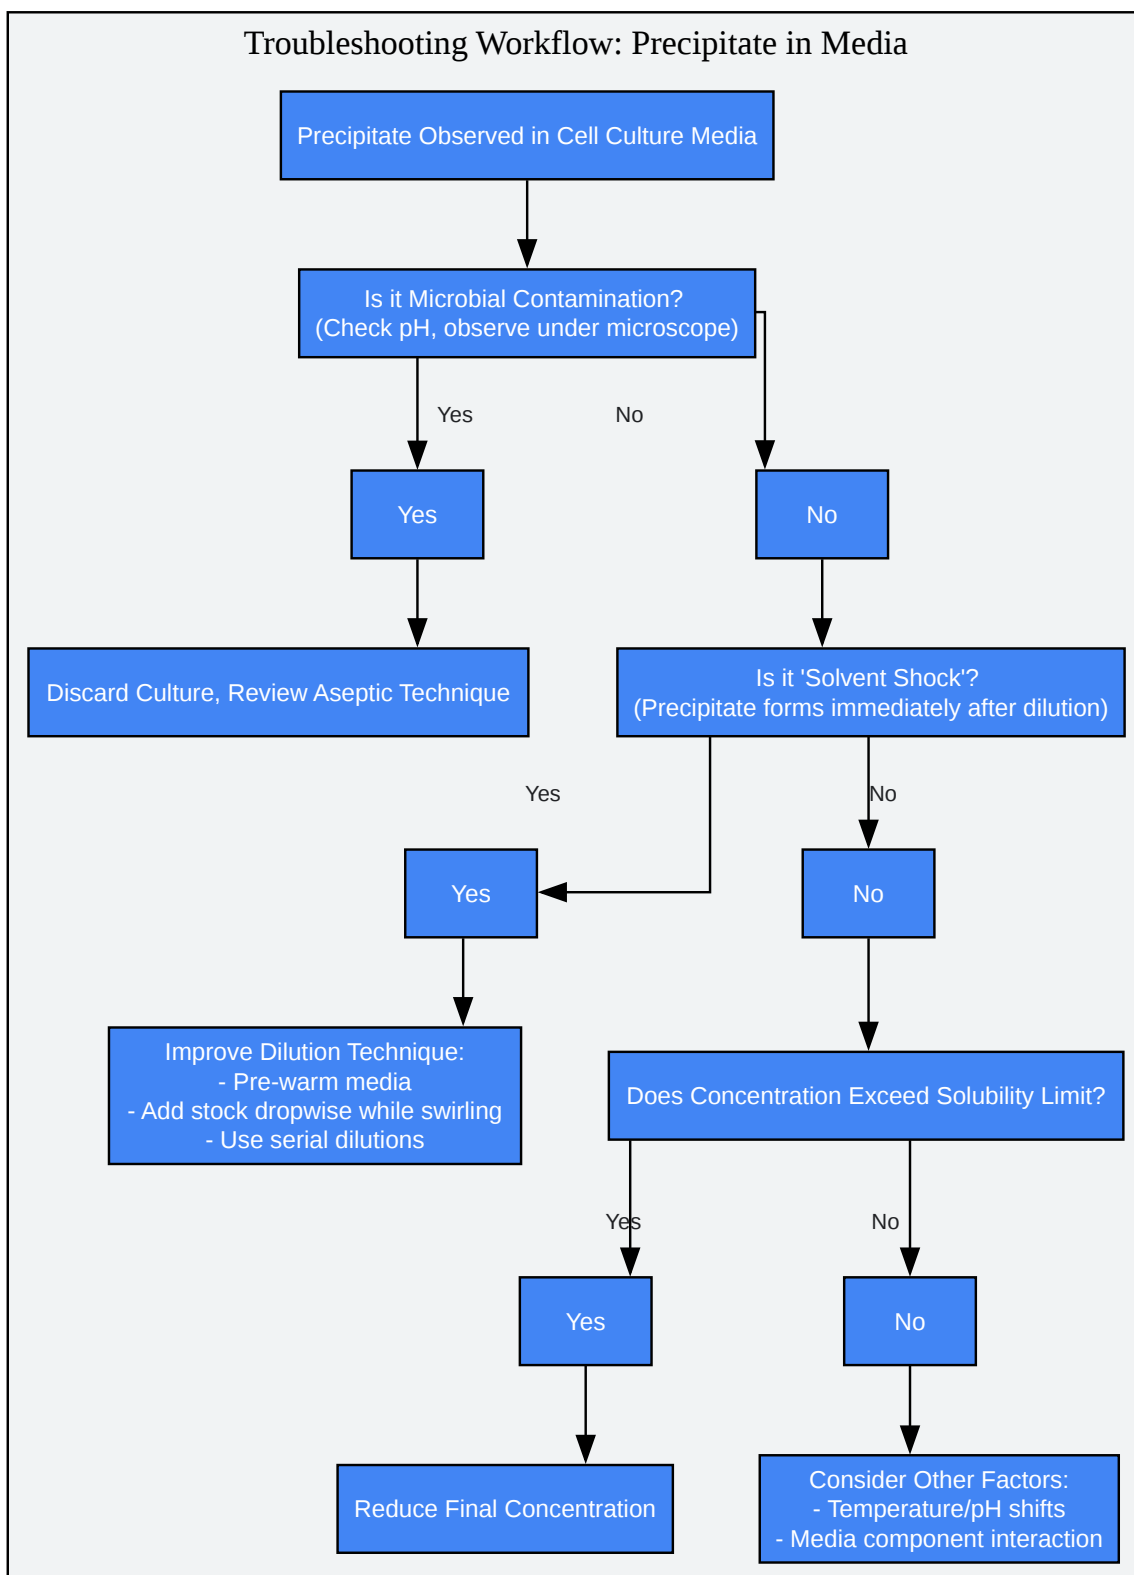 Troubleshooting Workflow: Precipitate in Media
Precipitate Observed in Cell Culture Media
Is it Microbial Contamination?
(Check pH, observe under microscope)
Yes
No
Yes
No
Discard Culture, Review Aseptic Technique
Is it 'Solvent Shock'?
(Precipitate forms immediately after dilution)
Yes
No
Yes
No
Improve Dilution Technique:
- Pre-warm media
- Add stock dropwise while swirling
- Use serial dilutions
Does Concentration Exceed Solubility Limit?
Yes
No
Yes
No
Reduce Final Concentration
Consider Other Factors:
- Temperature/pH shifts
- Media component interaction